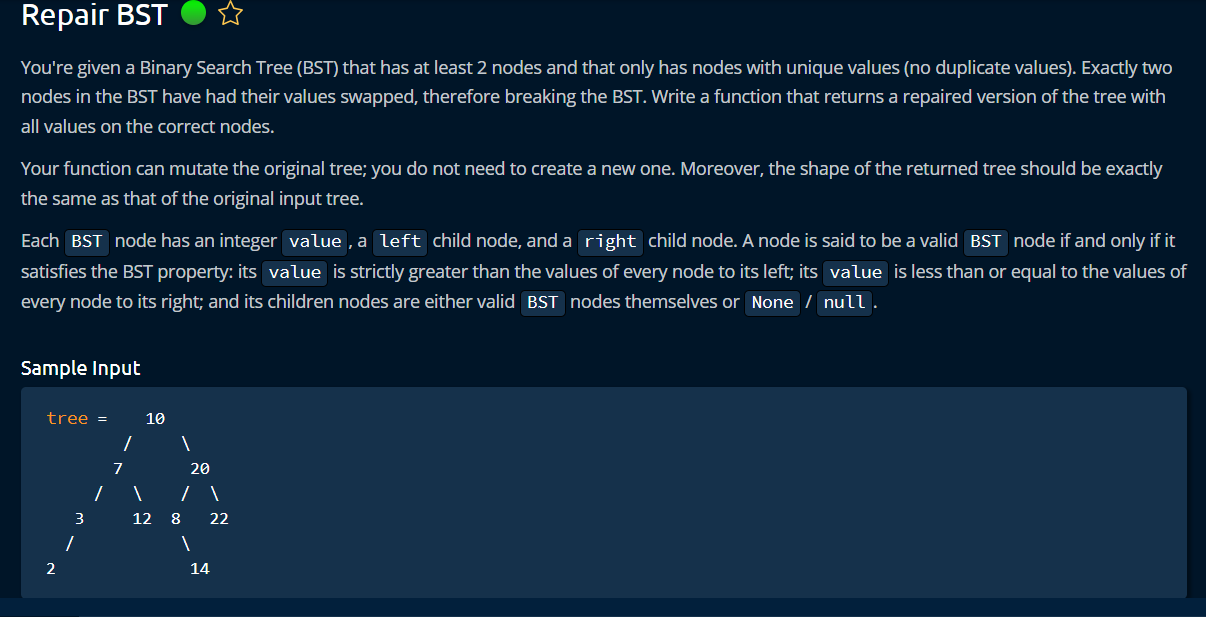 Repair BST
You're given a Binary Search Tree (BST) that has at least 2 nodes and that only has nodes with unique values (no duplicate values). Exactly two
nodes in the BST have had their values swapped, therefore breaking the BST. Write a function that returns a repaired version of the tree with
all values on the correct nodes.
Your function can mutate the original tree; you do not need to create a new one. Moreover, the shape of the returned tree should be exactly
the same as that of the original input tree.
Each BST node has an integer value, a left child node, and a right child node. A node is said to be a valid BST node if and only if it
satisfies the BST property: its value is strictly greater than the values of every node to its left; its value is less than or equal to the values of
every node to its right; and its children nodes are either valid BST nodes themselves or None / null.
Sample Input
tree =    10
        /     \
       7       20
     /   \    /  \
    3    12  8   22
   /          \
  2            14